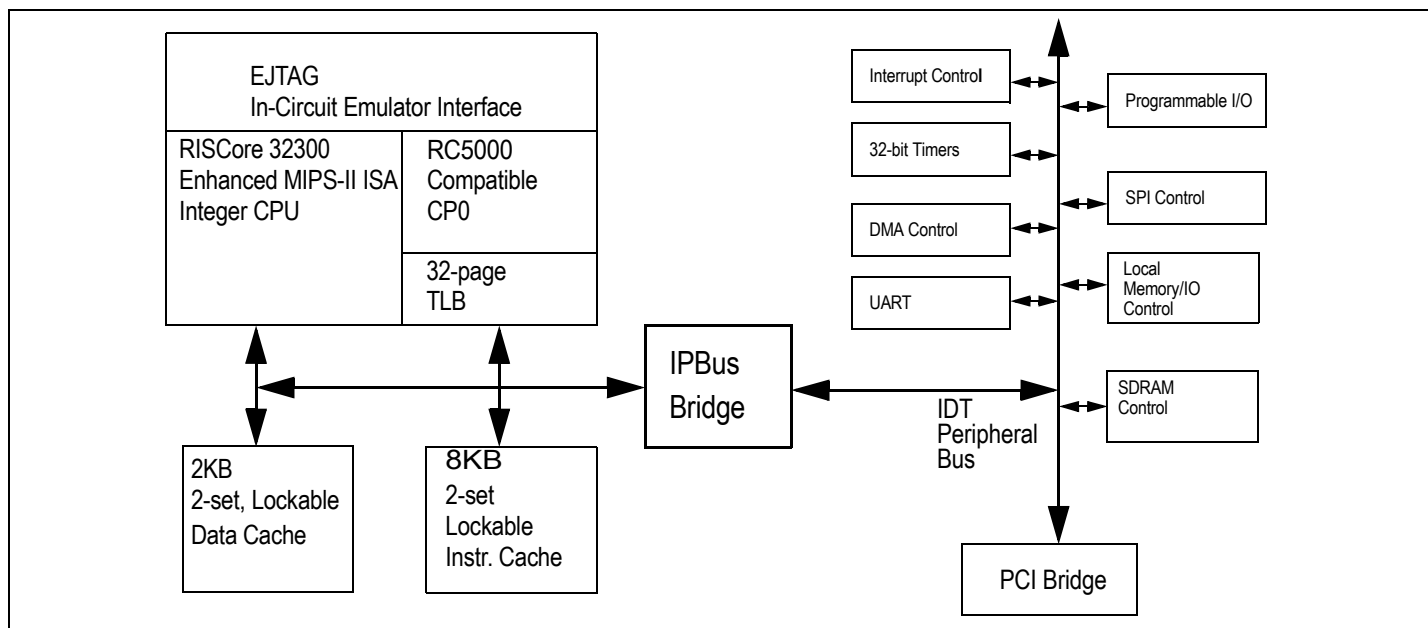 EJTAG
In-Circuit Emulator Interface
RISCore 32300
Enhanced MIPS-II ISA
Integer CPU
RC5000
Compatible
CP0
32-page
TLB
2KB
2-set, Lockable
Data Cache
8KB
2-set
Lockable
Instr. Cache
IPBus
Bridge
IDT
Peripheral
Bus
Interrupt Control
32-bit Timers
DMA Control
UART
Programmable I/O
SPI Control
Local
Memory/IO
Control
SDRAM
Control
PCI Bridge